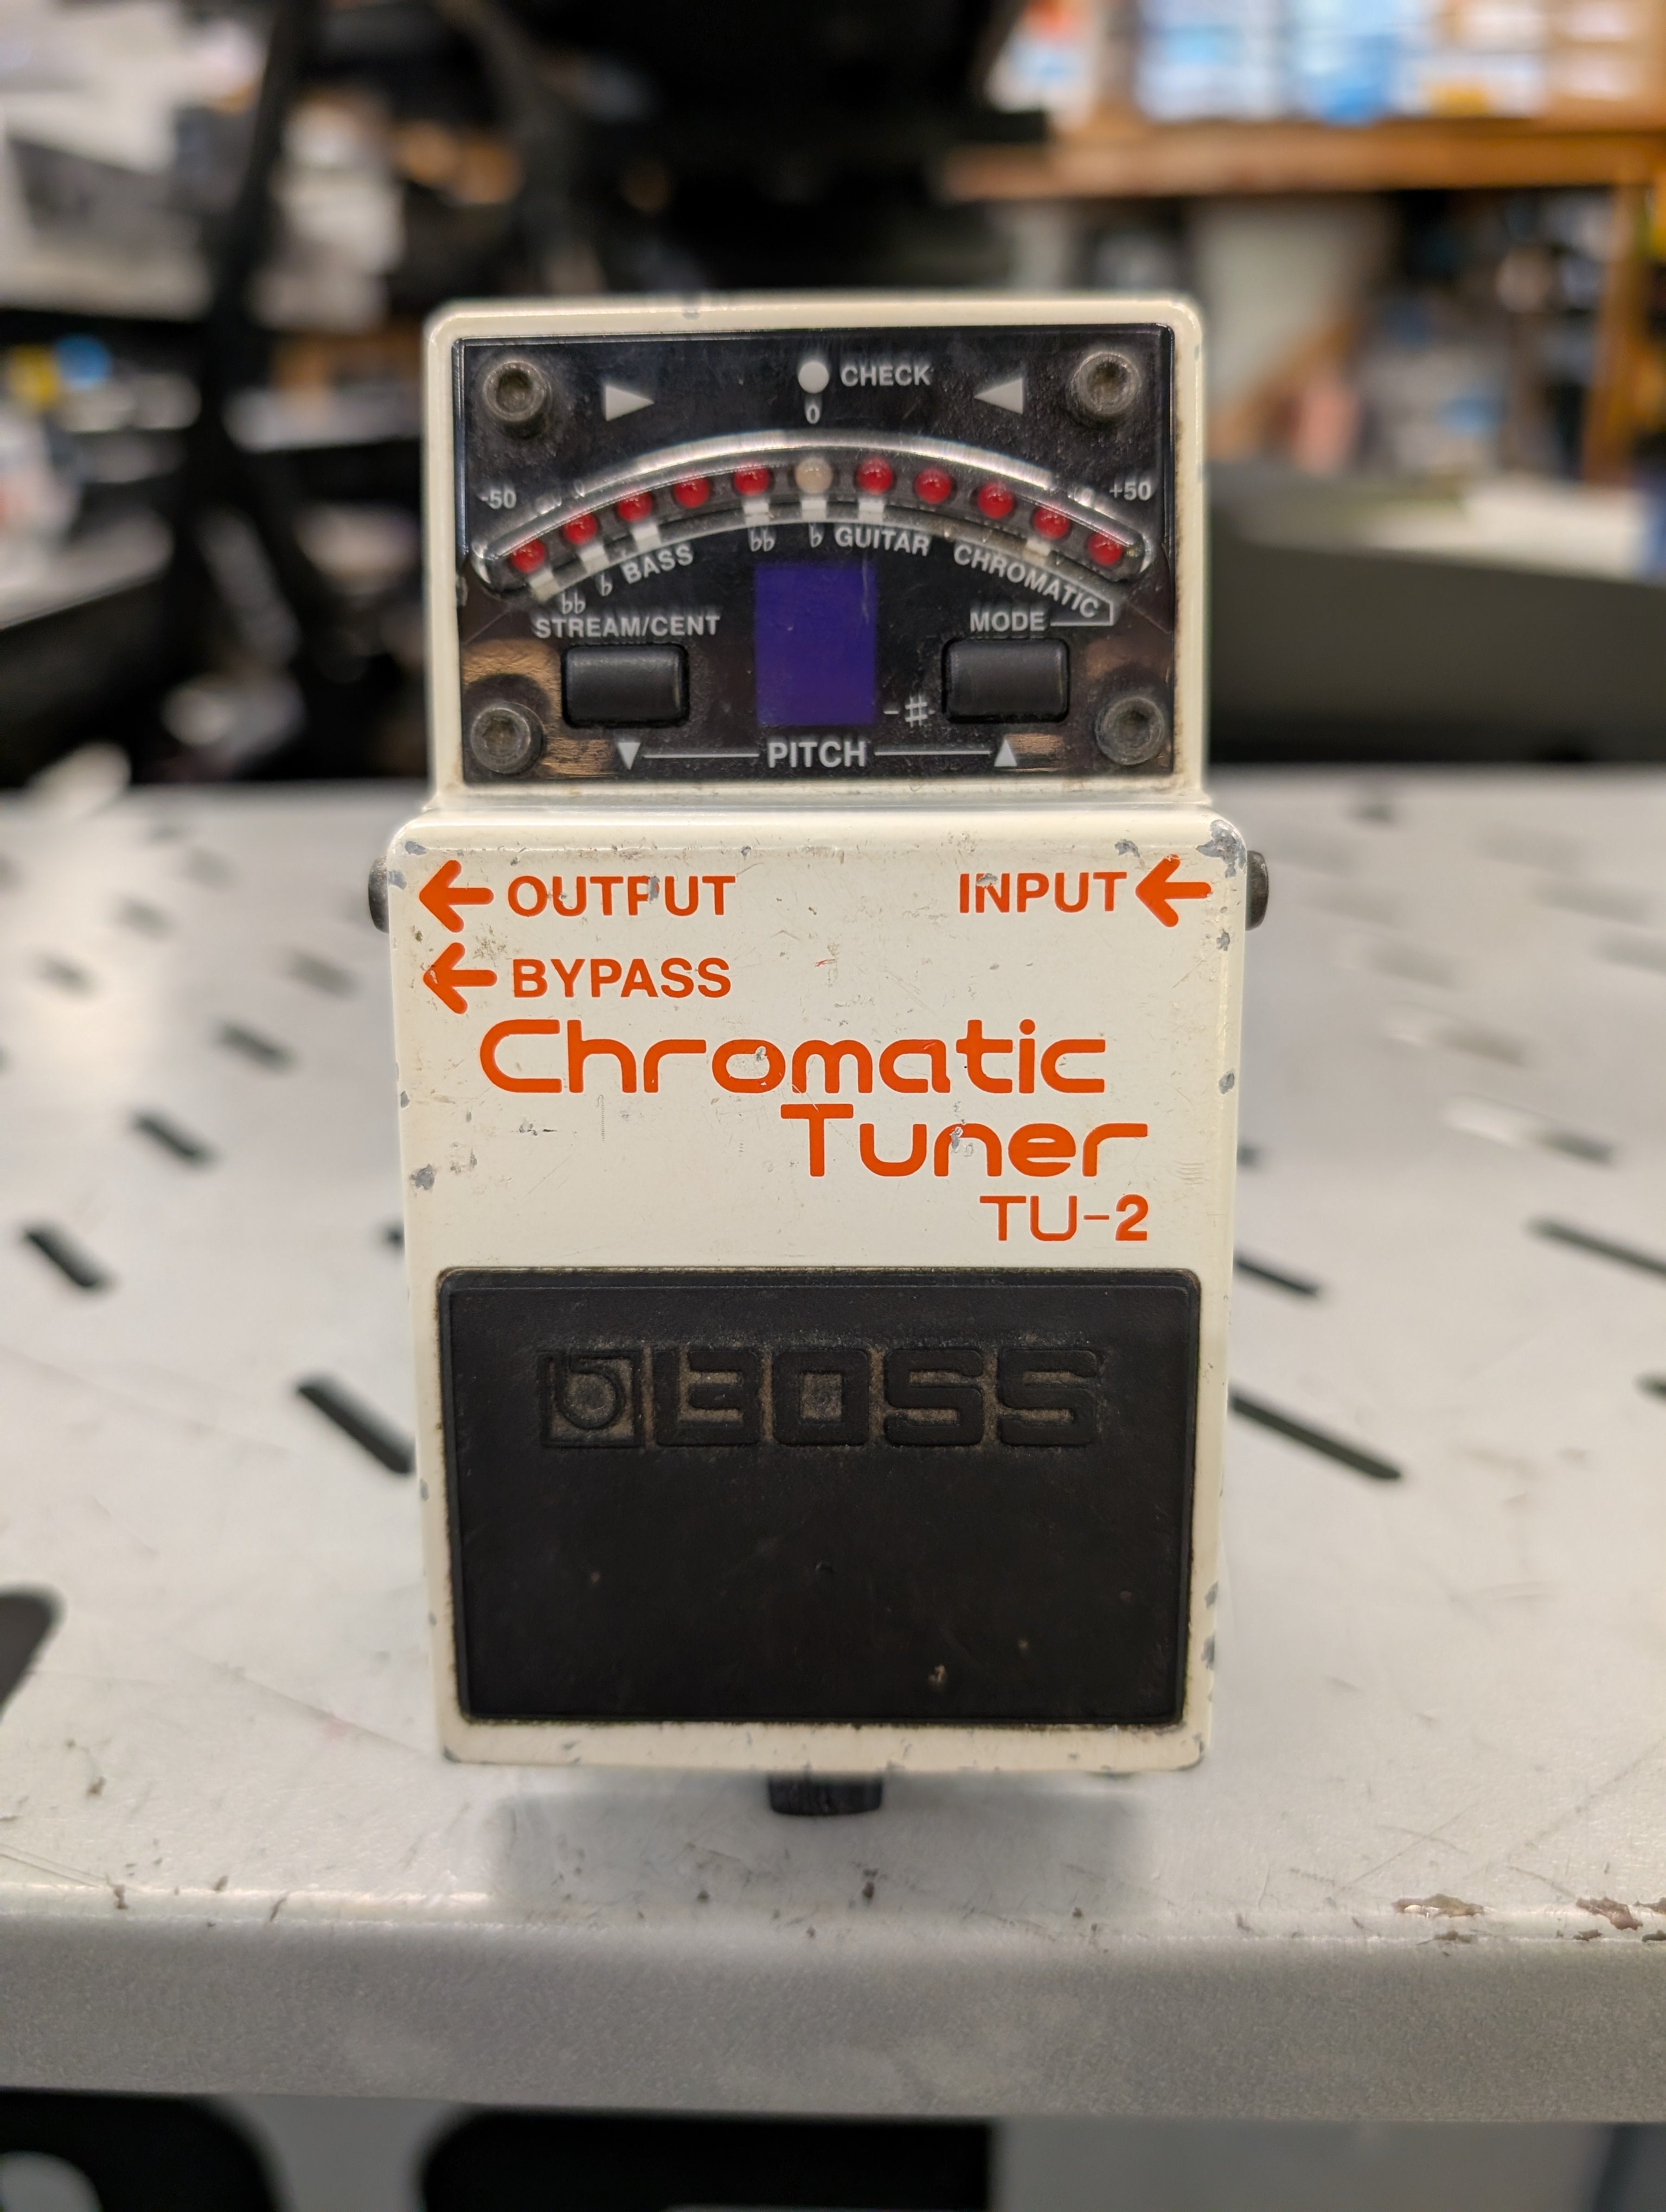 CHECK
0
-50 +50
♭♭ ♭ BASS ♭♭ ♭ GUITAR CHROMATIC
STREAM/CENT MODE
-#-
PITCH
OUTPUT INPUT
BYPASS
Chromatic
Tuner
TU-2
BOSS